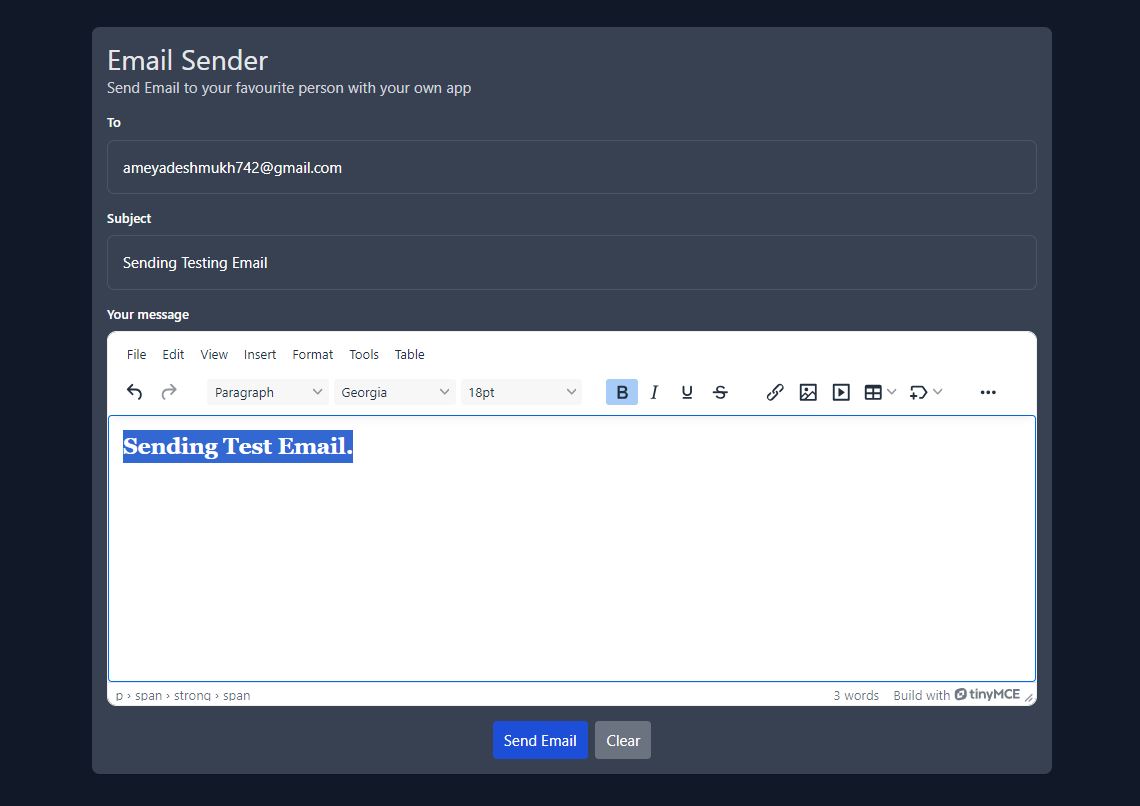 Email Sender
Send Email to your favourite person with your own app
To
ameyadeshmukh742@gmail.com
Subject
Sending Testing Email
Your message
File Edit View Insert Format Tools Table
Paragraph Georgia 18pt B I U S
Sending Test Email.
p › span › strong › span 3 words Build with tinyMCE
Send Email Clear